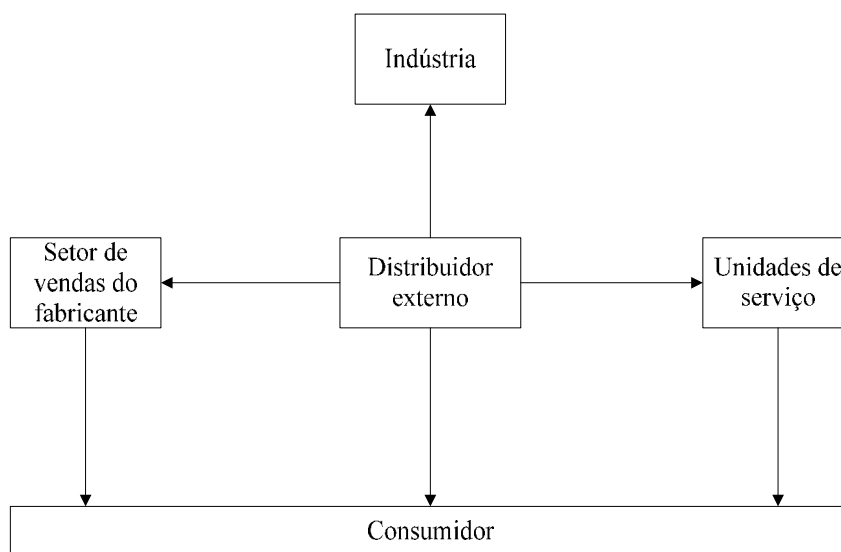 Indústria
Setor de
vendas do
fabricante
Distribuidor
externo
Unidades de
serviço
Consumidor